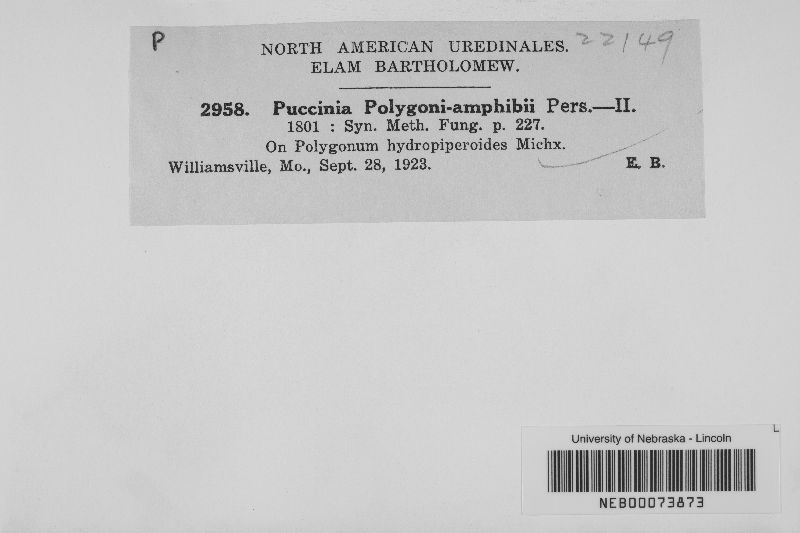 P
22149
NORTH AMERICAN UREDINALES.
ELAM BARTHOLOMEW.
2958. Puccinia Polygoni-amphibii Pers.—II.
1801 : Syn. Meth. Fung. p. 227.
On Polygonum hydropiperoides Michx.
Williamsville, Mo., Sept. 28, 1923. E. B.
L
University of Nebraska - Lincoln
NEB00073873